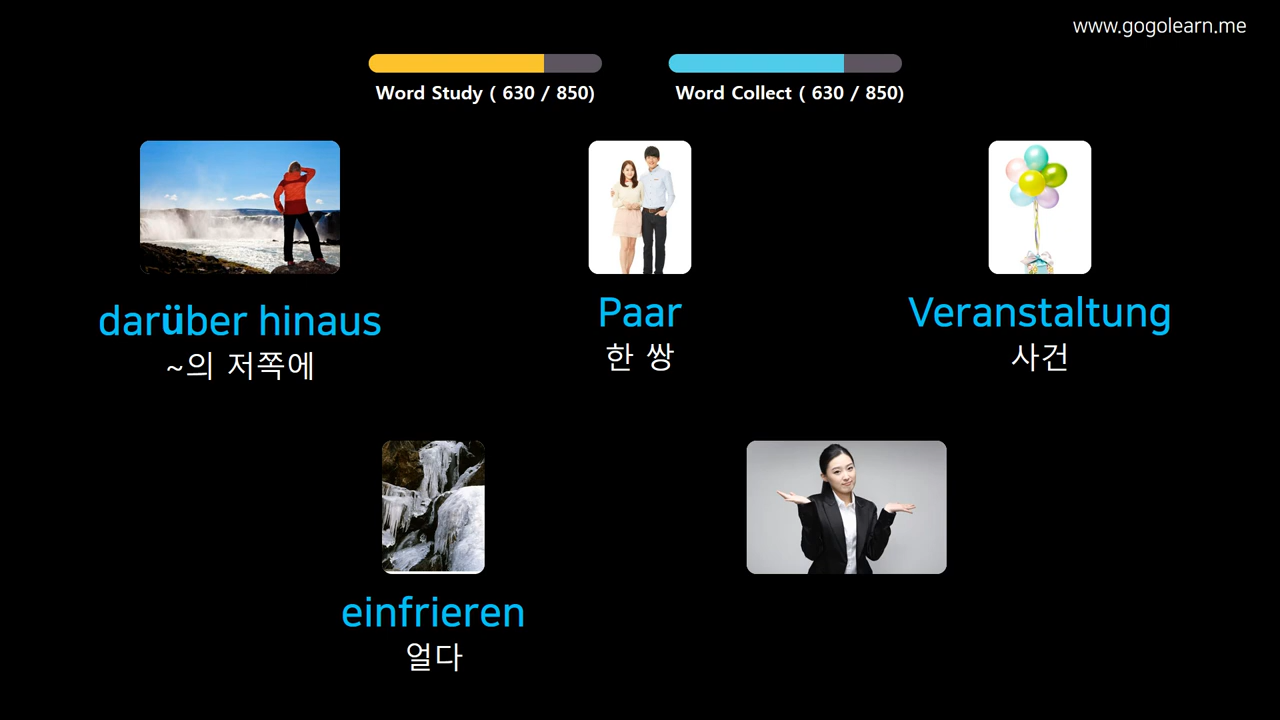 www.gogolearn.me
Word Study ( 630 / 850)
Word Collect ( 630 / 850)
darüber hinaus
~의 저쪽에
Paar
한 쌍
Veranstaltung
사건
einfrieren
얼다